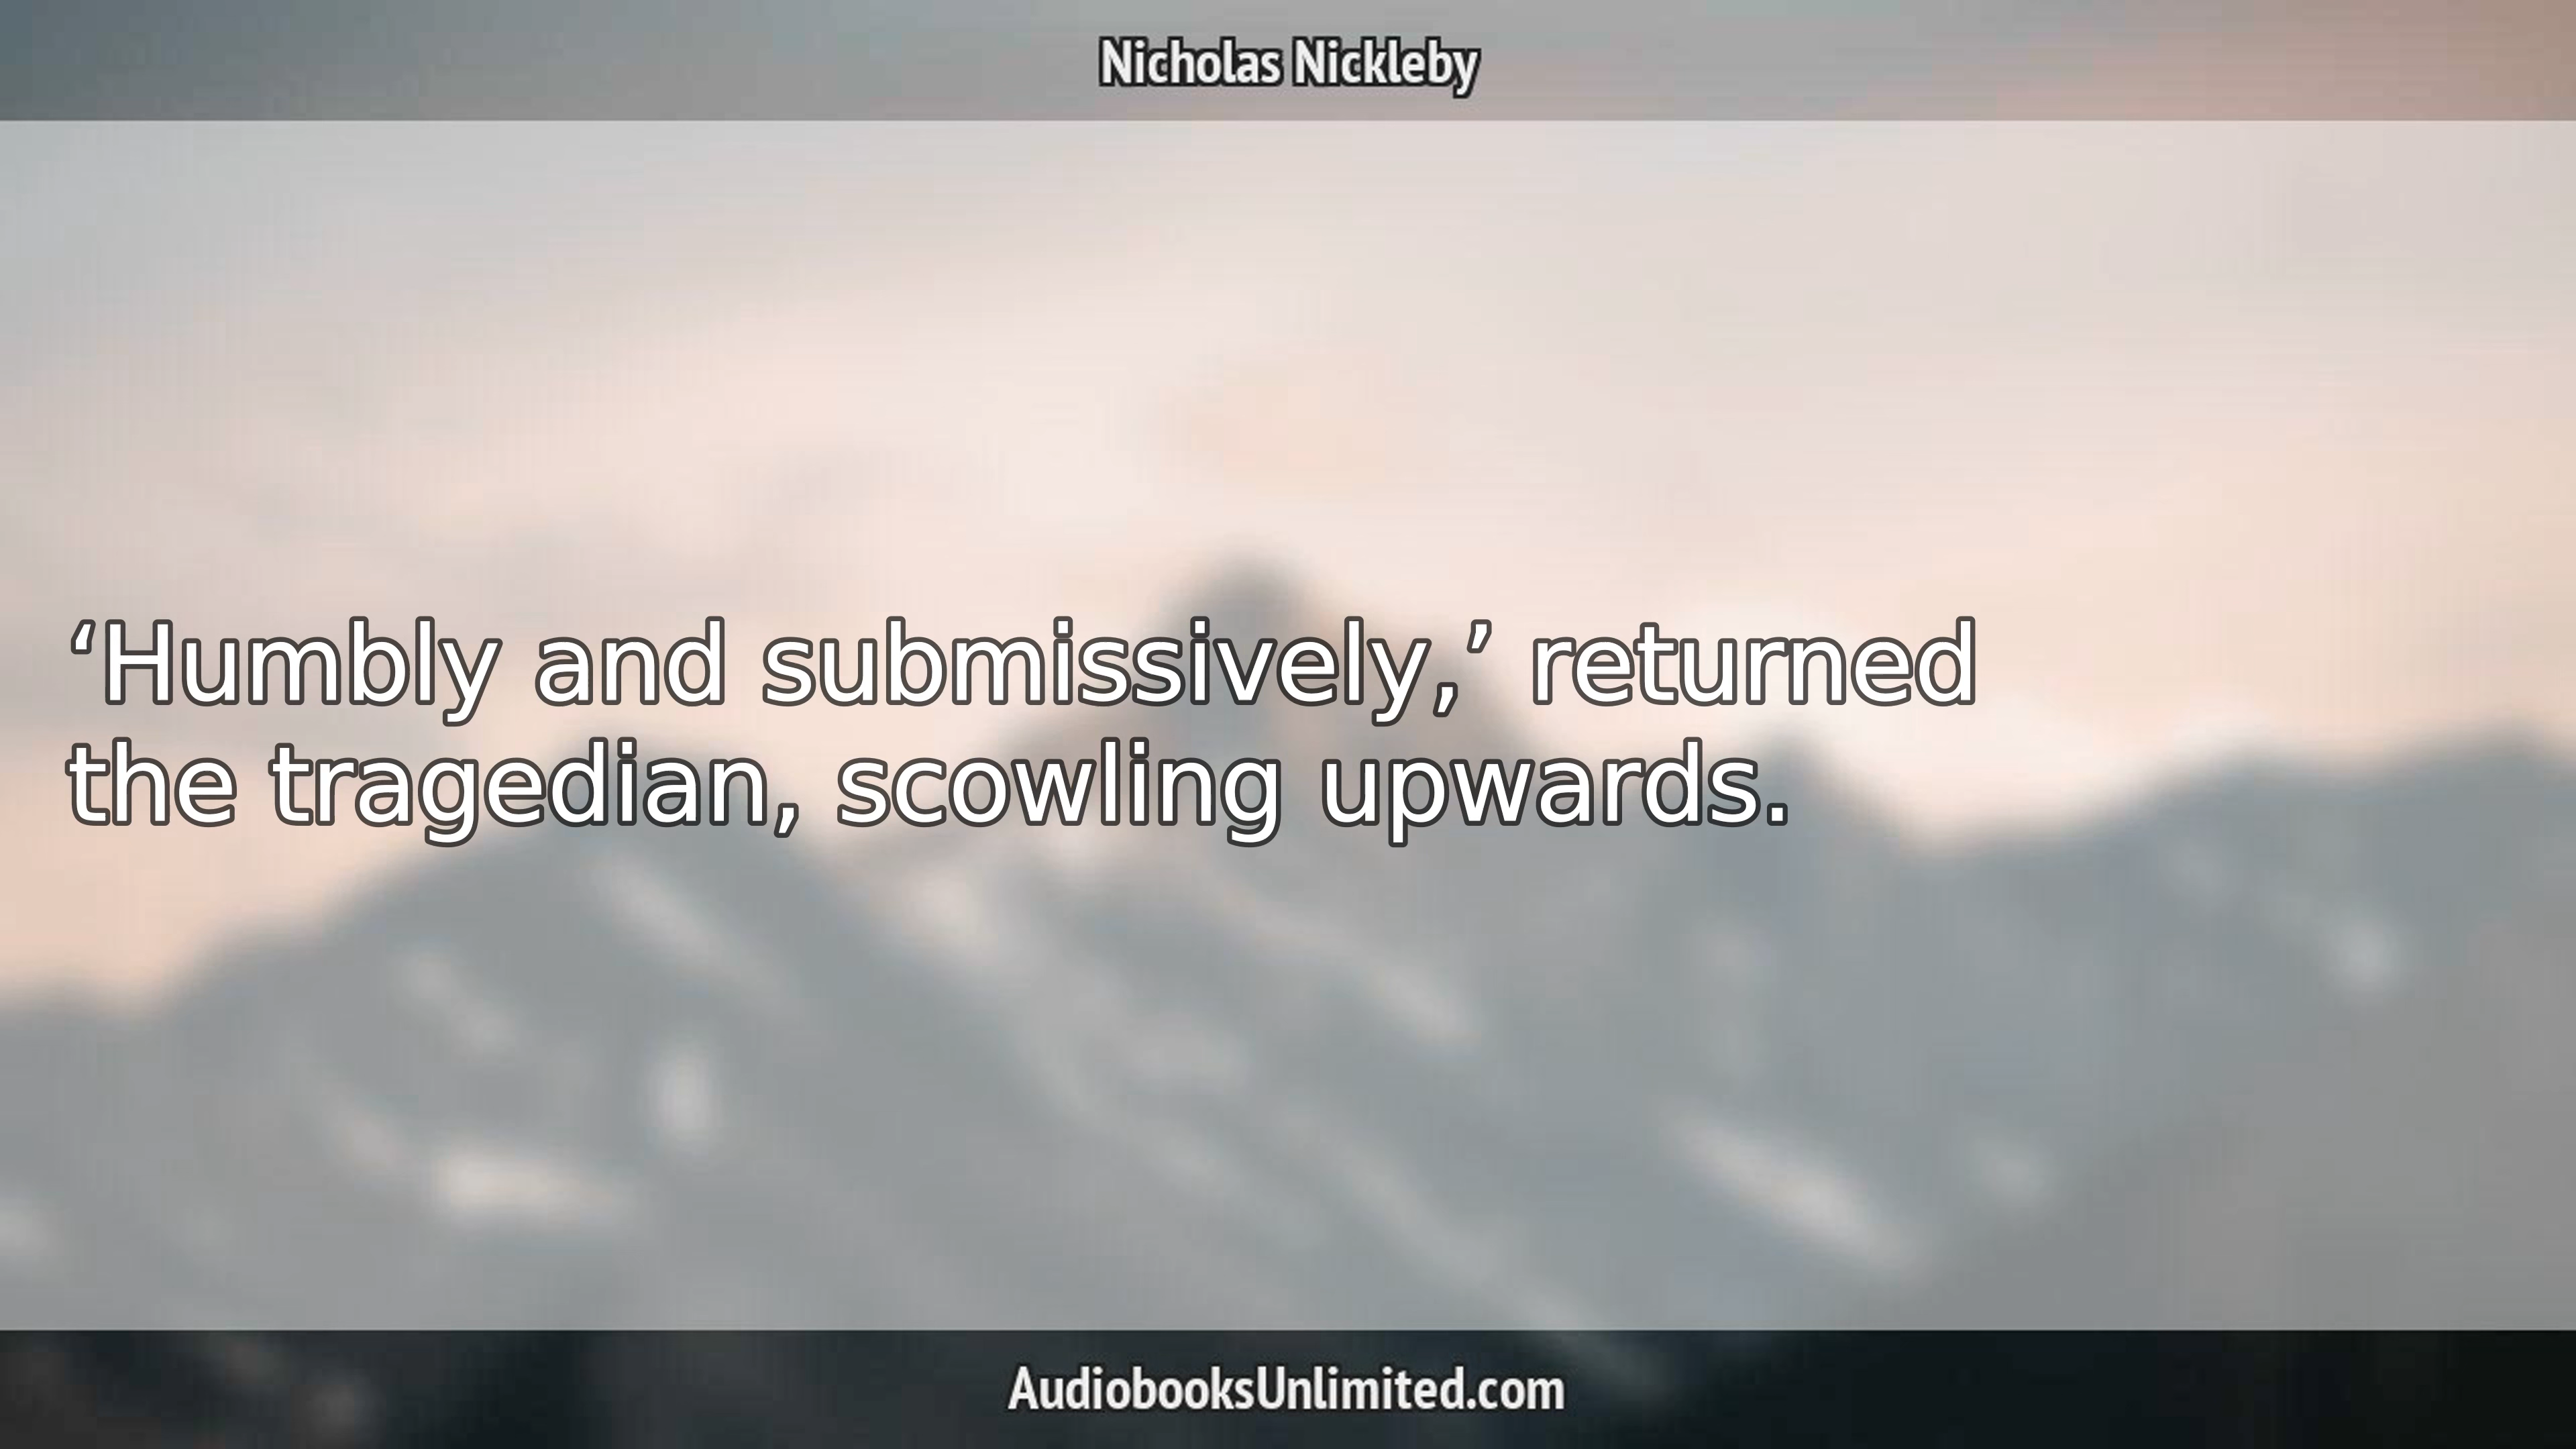 Nicholas Nickleby
‘Humbly and submissively,’ returned
the tragedian, scowling upwards.
AudiobooksUnlimited.com